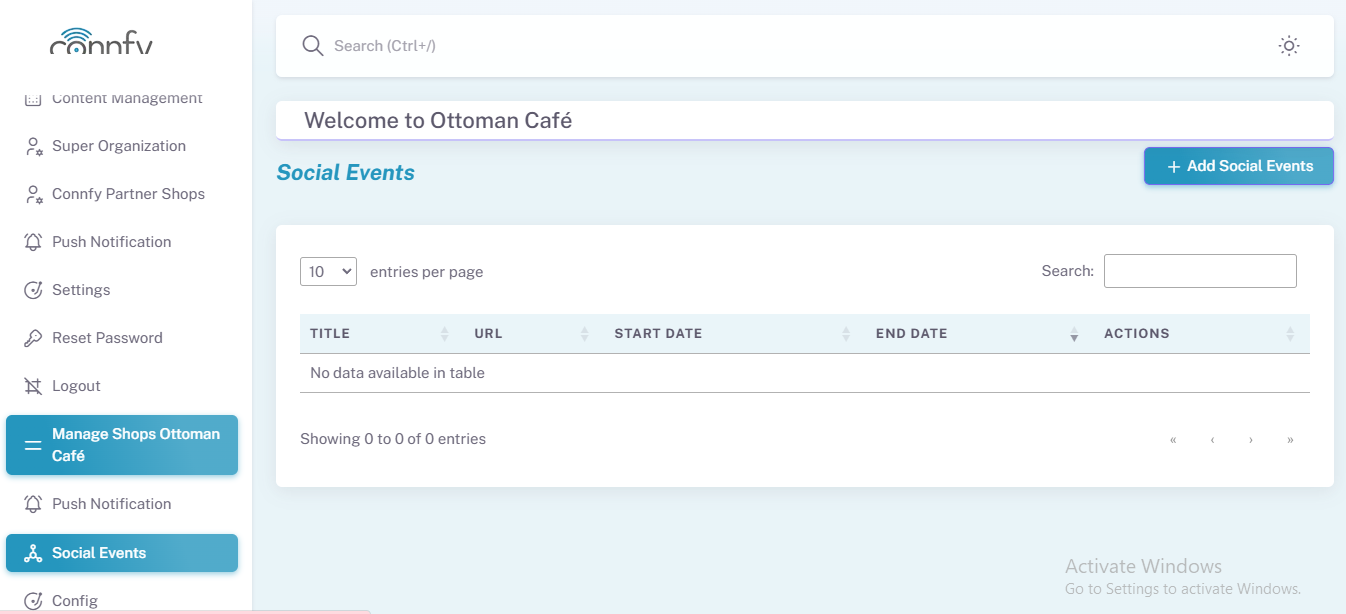 connfy
Content Management
Super Organization
Connfy Partner Shops
Push Notification
Settings
Reset Password
Logout
Manage Shops Ottoman
Café
Push Notification
Social Events
Config
Search (Ctrl+/)
Welcome to Ottoman Café
Social Events
+ Add Social Events
10 entries per page
Search:
TITLE URL START DATE END DATE ACTIONS
No data available in table
Showing 0 to 0 of 0 entries
« ‹ › »
Activate Windows
Go to Settings to activate Windows.